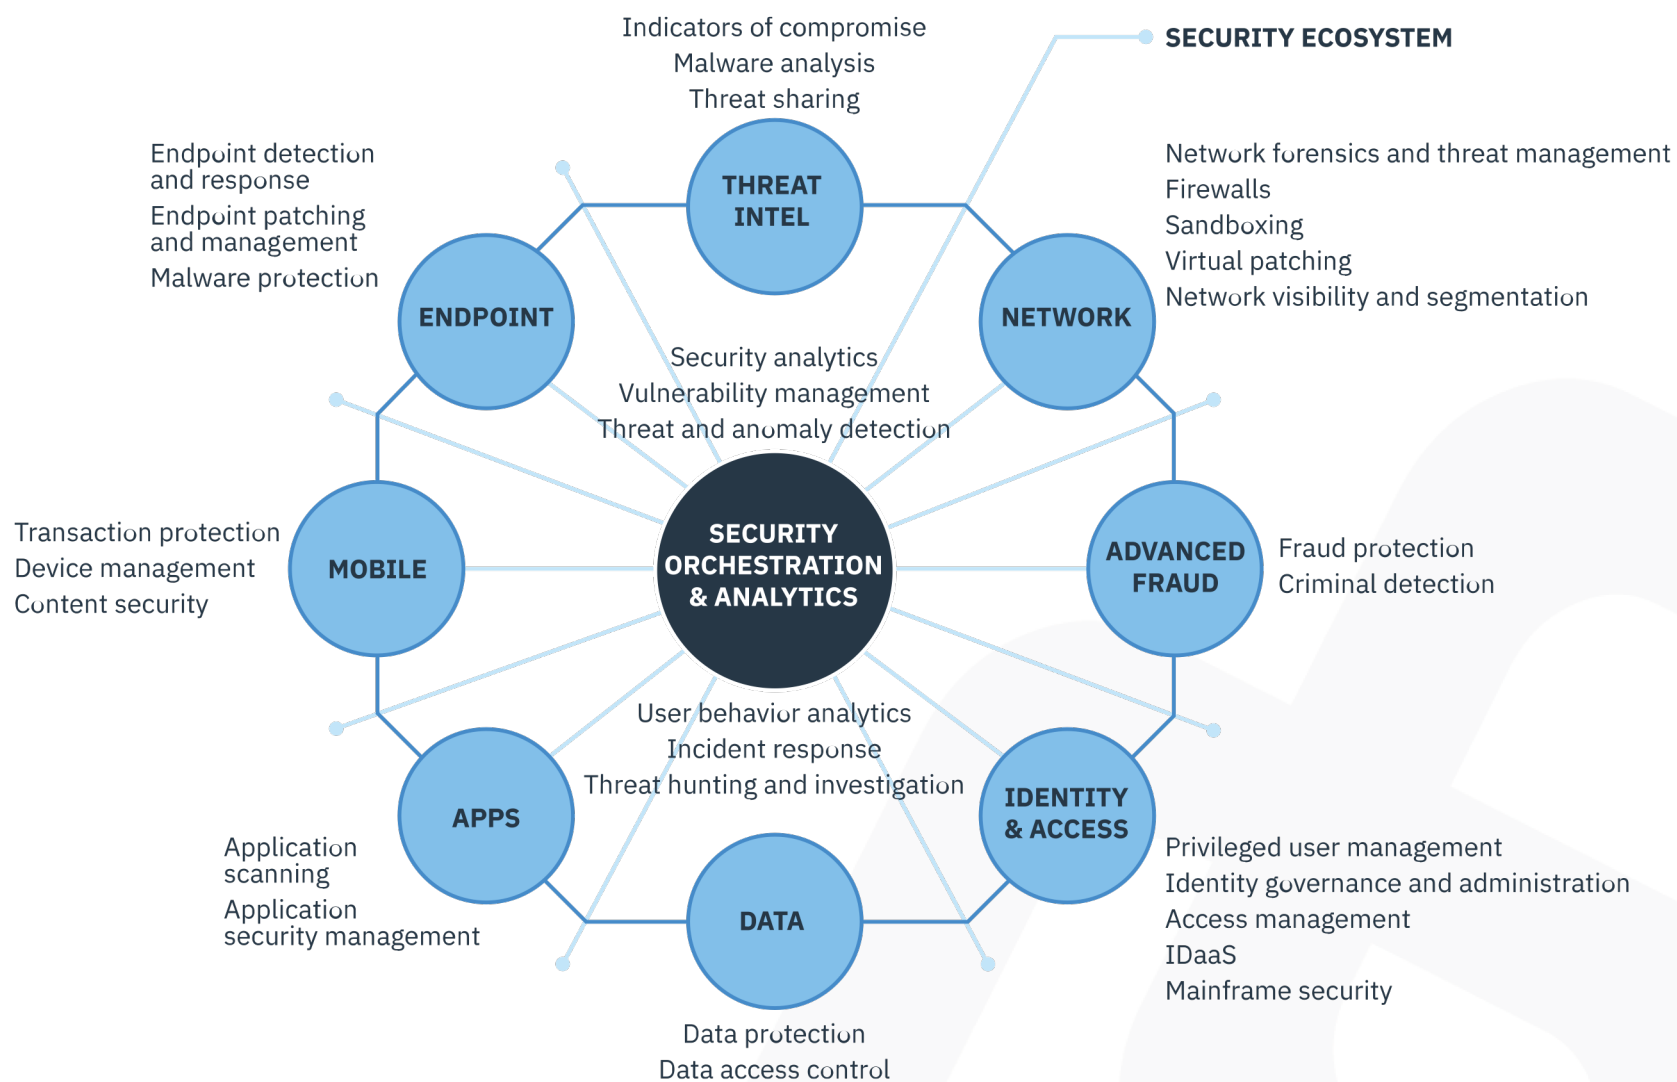 Indicators of compromise
Malware analysis
Threat sharing
SECURITY ECOSYSTEM
Endpoint detection
and response
Endpoint patching
and management
Malware protection
THREAT
INTEL
Network forensics and threat management
Firewalls
Sandboxing
Virtual patching
Network visibility and segmentation
ENDPOINT
NETWORK
Security analytics
Vulnerability management
Threat and anomaly detection
Transaction protection
Device management
Content security
MOBILE
SECURITY
ORCHESTRATION
& ANALYTICS
ADVANCED
FRAUD
Fraud protection
Criminal detection
User behavior analytics
Incident response
Threat hunting and investigation
APPS
IDENTITY
& ACCESS
Application
scanning
Application
security management
DATA
Privileged user management
Identity governance and administration
Access management
IDaaS
Mainframe security
Data protection
Data access control